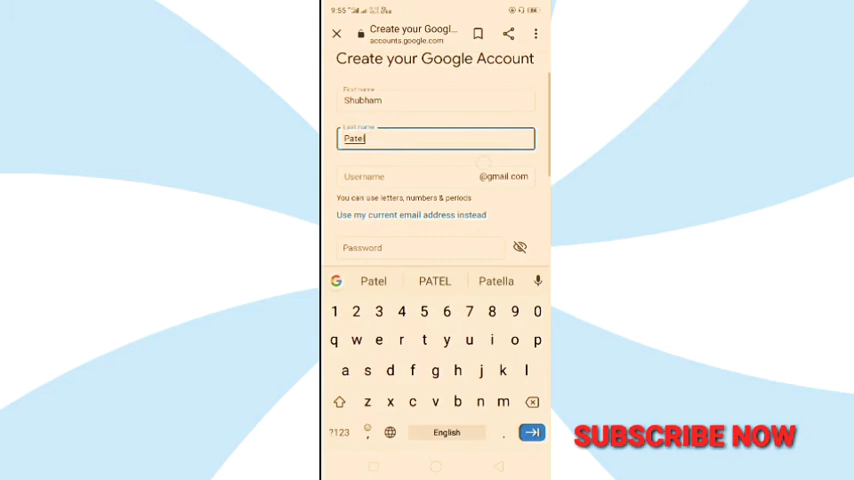 9:55
Create your Googl...
accounts.google.com
Create your Google Account
First name
Shubham
Last name
Patel
Username
@gmail.com
You can use letters, numbers & periods
Use my current email address instead
Password
Patel PATEL Patella
1 2 3 4 5 6 7 8 9 0
q w e r t y u i o p
a s d f g h j k l
z x c v b n m
?123 , English .
SUBSCRIBE NOW